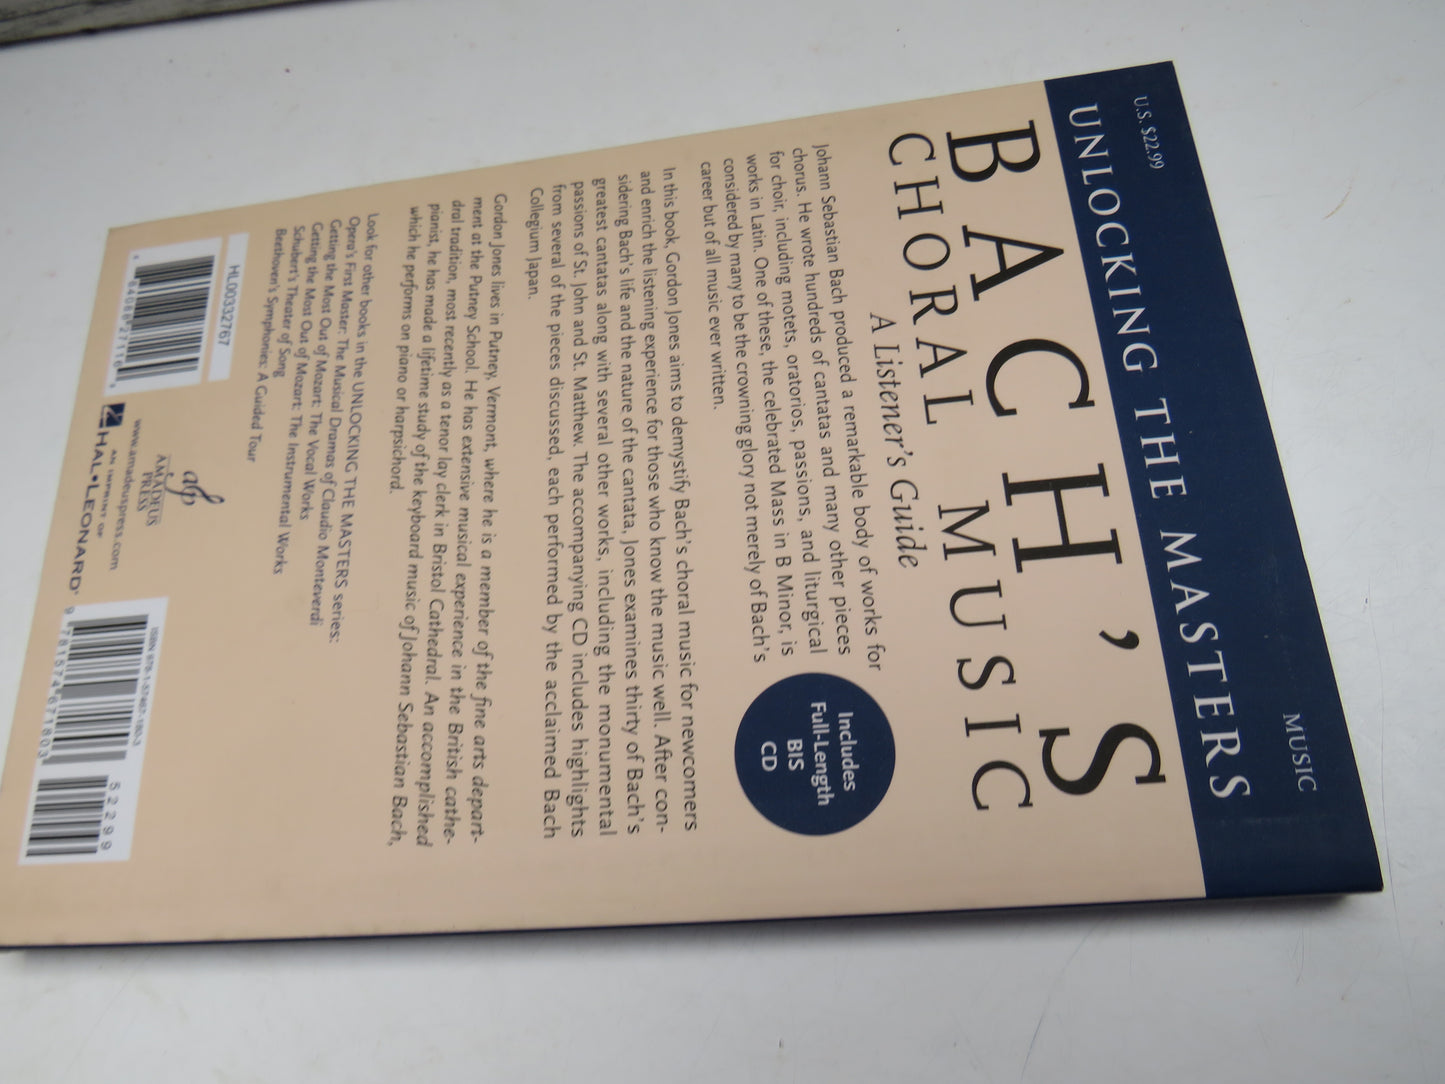 U.S. $22.99
MUSIC
UNLOCKING THE MASTERS
BACH'S
CHORAL MUSIC
A Listener's Guide
Johann Sebastian Bach produced a remarkable body of works for
chorus. He wrote hundreds of cantatas and many other pieces
for choir, including motets, oratorios, passions, and liturgical
works in Latin. One of these, the celebrated Mass in B Minor, is
considered by many to be the crowning glory not merely of Bach's
career but of all music ever written.
Includes
Full-Length
BIS
CD
In this book, Gordon Jones aims to demystify Bach's choral music for newcomers
and enrich the listening experience for those who know the music well. After con-
sidering Bach's life and the nature of the cantata, Jones examines thirty of Bach's
greatest cantatas along with several other works, including the monumental
passions of St. John and St. Matthew. The accompanying CD includes highlights
from several of the pieces discussed, each performed by the acclaimed Bach
Collegium Japan.
Gordon Jones lives in Putney, Vermont, where he is a member of the fine arts depart-
ment at the Putney School. He has extensive musical experience in the British cathe-
dral tradition, most recently as a tenor lay clerk in Bristol Cathedral. An accomplished
pianist, he has made a lifetime study of the keyboard music of Johann Sebastian Bach,
which he performs on piano or harpsichord.
Look for other books in the UNLOCKING THE MASTERS series:
Opera's First Master: The Musical Dramas of Claudio Monteverdi
Getting the Most Out of Mozart: The Vocal Works
Getting the Most Out of Mozart: The Instrumental Works
Schubert's Theater of Song
Beethoven's Symphonies: A Guided Tour
HL00332767
AMADEUS
PRESS
www.amadeuspress.com
AN IMPRINT OF
HAL•LEONARD®
ISBN 978-1-57467-180-3
52299
9 781574 671803